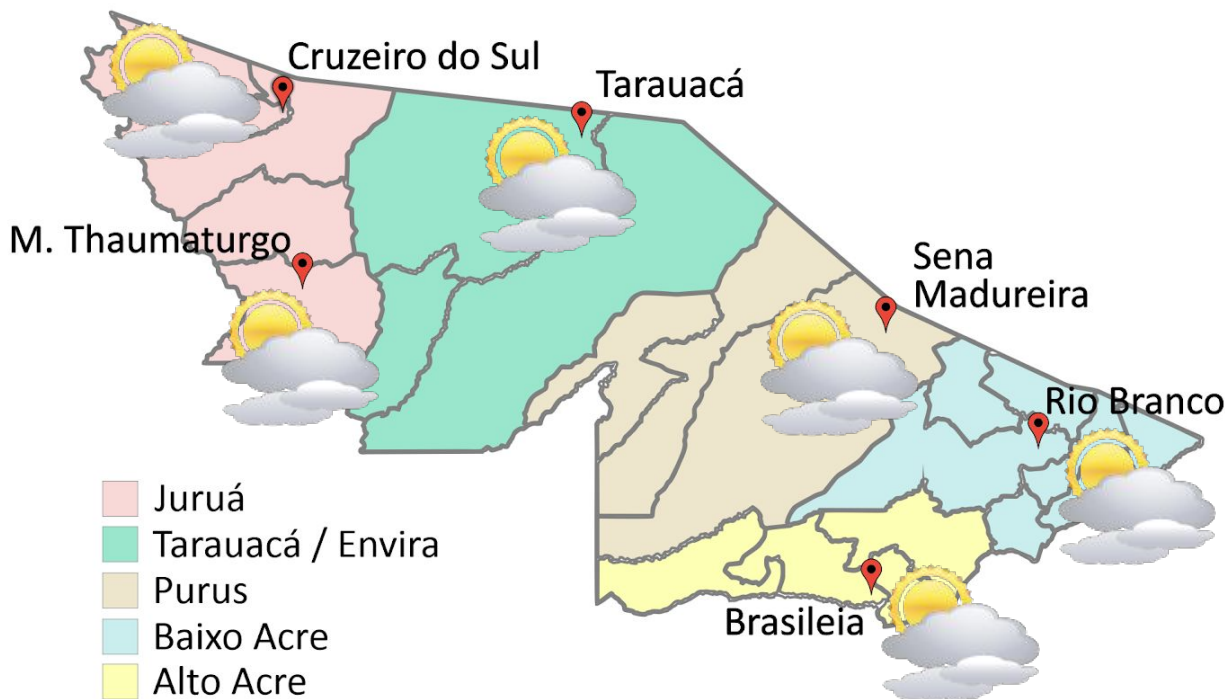 Cruzeiro do Sul
Tarauacá
M. Thaumaturgo
Sena
Madureira
Rio Branco
Brasileia
Juruá
Tarauacá / Envira
Purus
Baixo Acre
Alto Acre